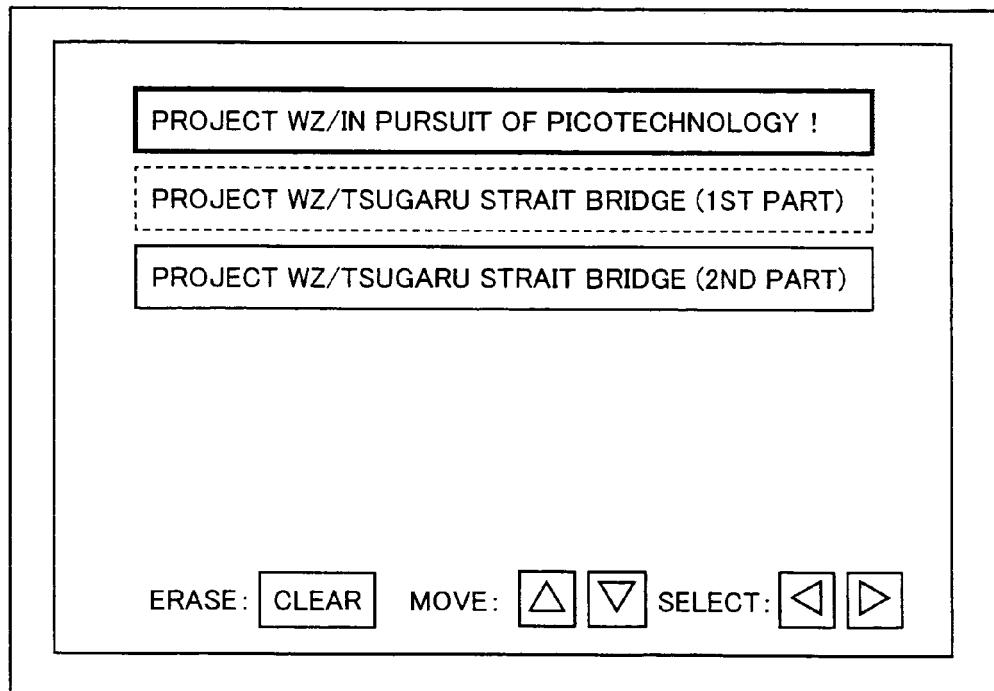 PROJECT WZ/IN PURSUIT OF PICOTECHNOLOGY !
PROJECT WZ/TSUGARU STRAIT BRIDGE (1ST PART)
PROJECT WZ/TSUGARU STRAIT BRIDGE (2ND PART)
ERASE: CLEAR MOVE: △ ▽ SELECT: ◁ ▷